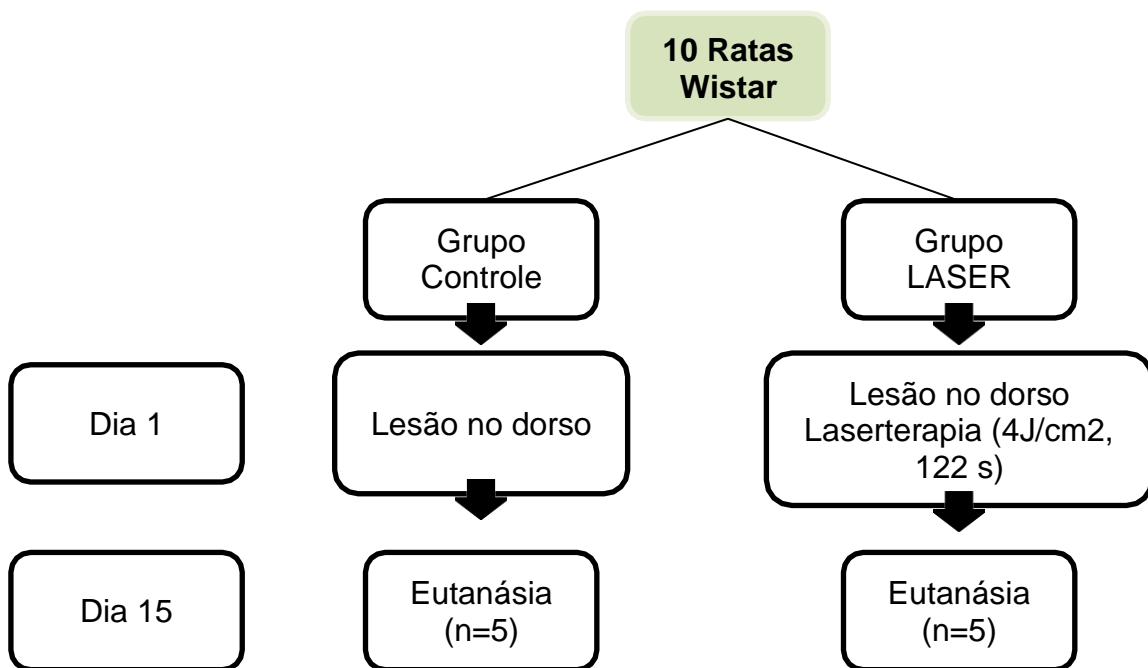 10 Ratas
Wistar
Grupo
Controle
Grupo
LASER
Dia 1
Lesão no dorso
Lesão no dorso
Laserterapia (4J/cm2,
122 s)
Dia 15
Eutanásia
(n=5)
Eutanásia
(n=5)